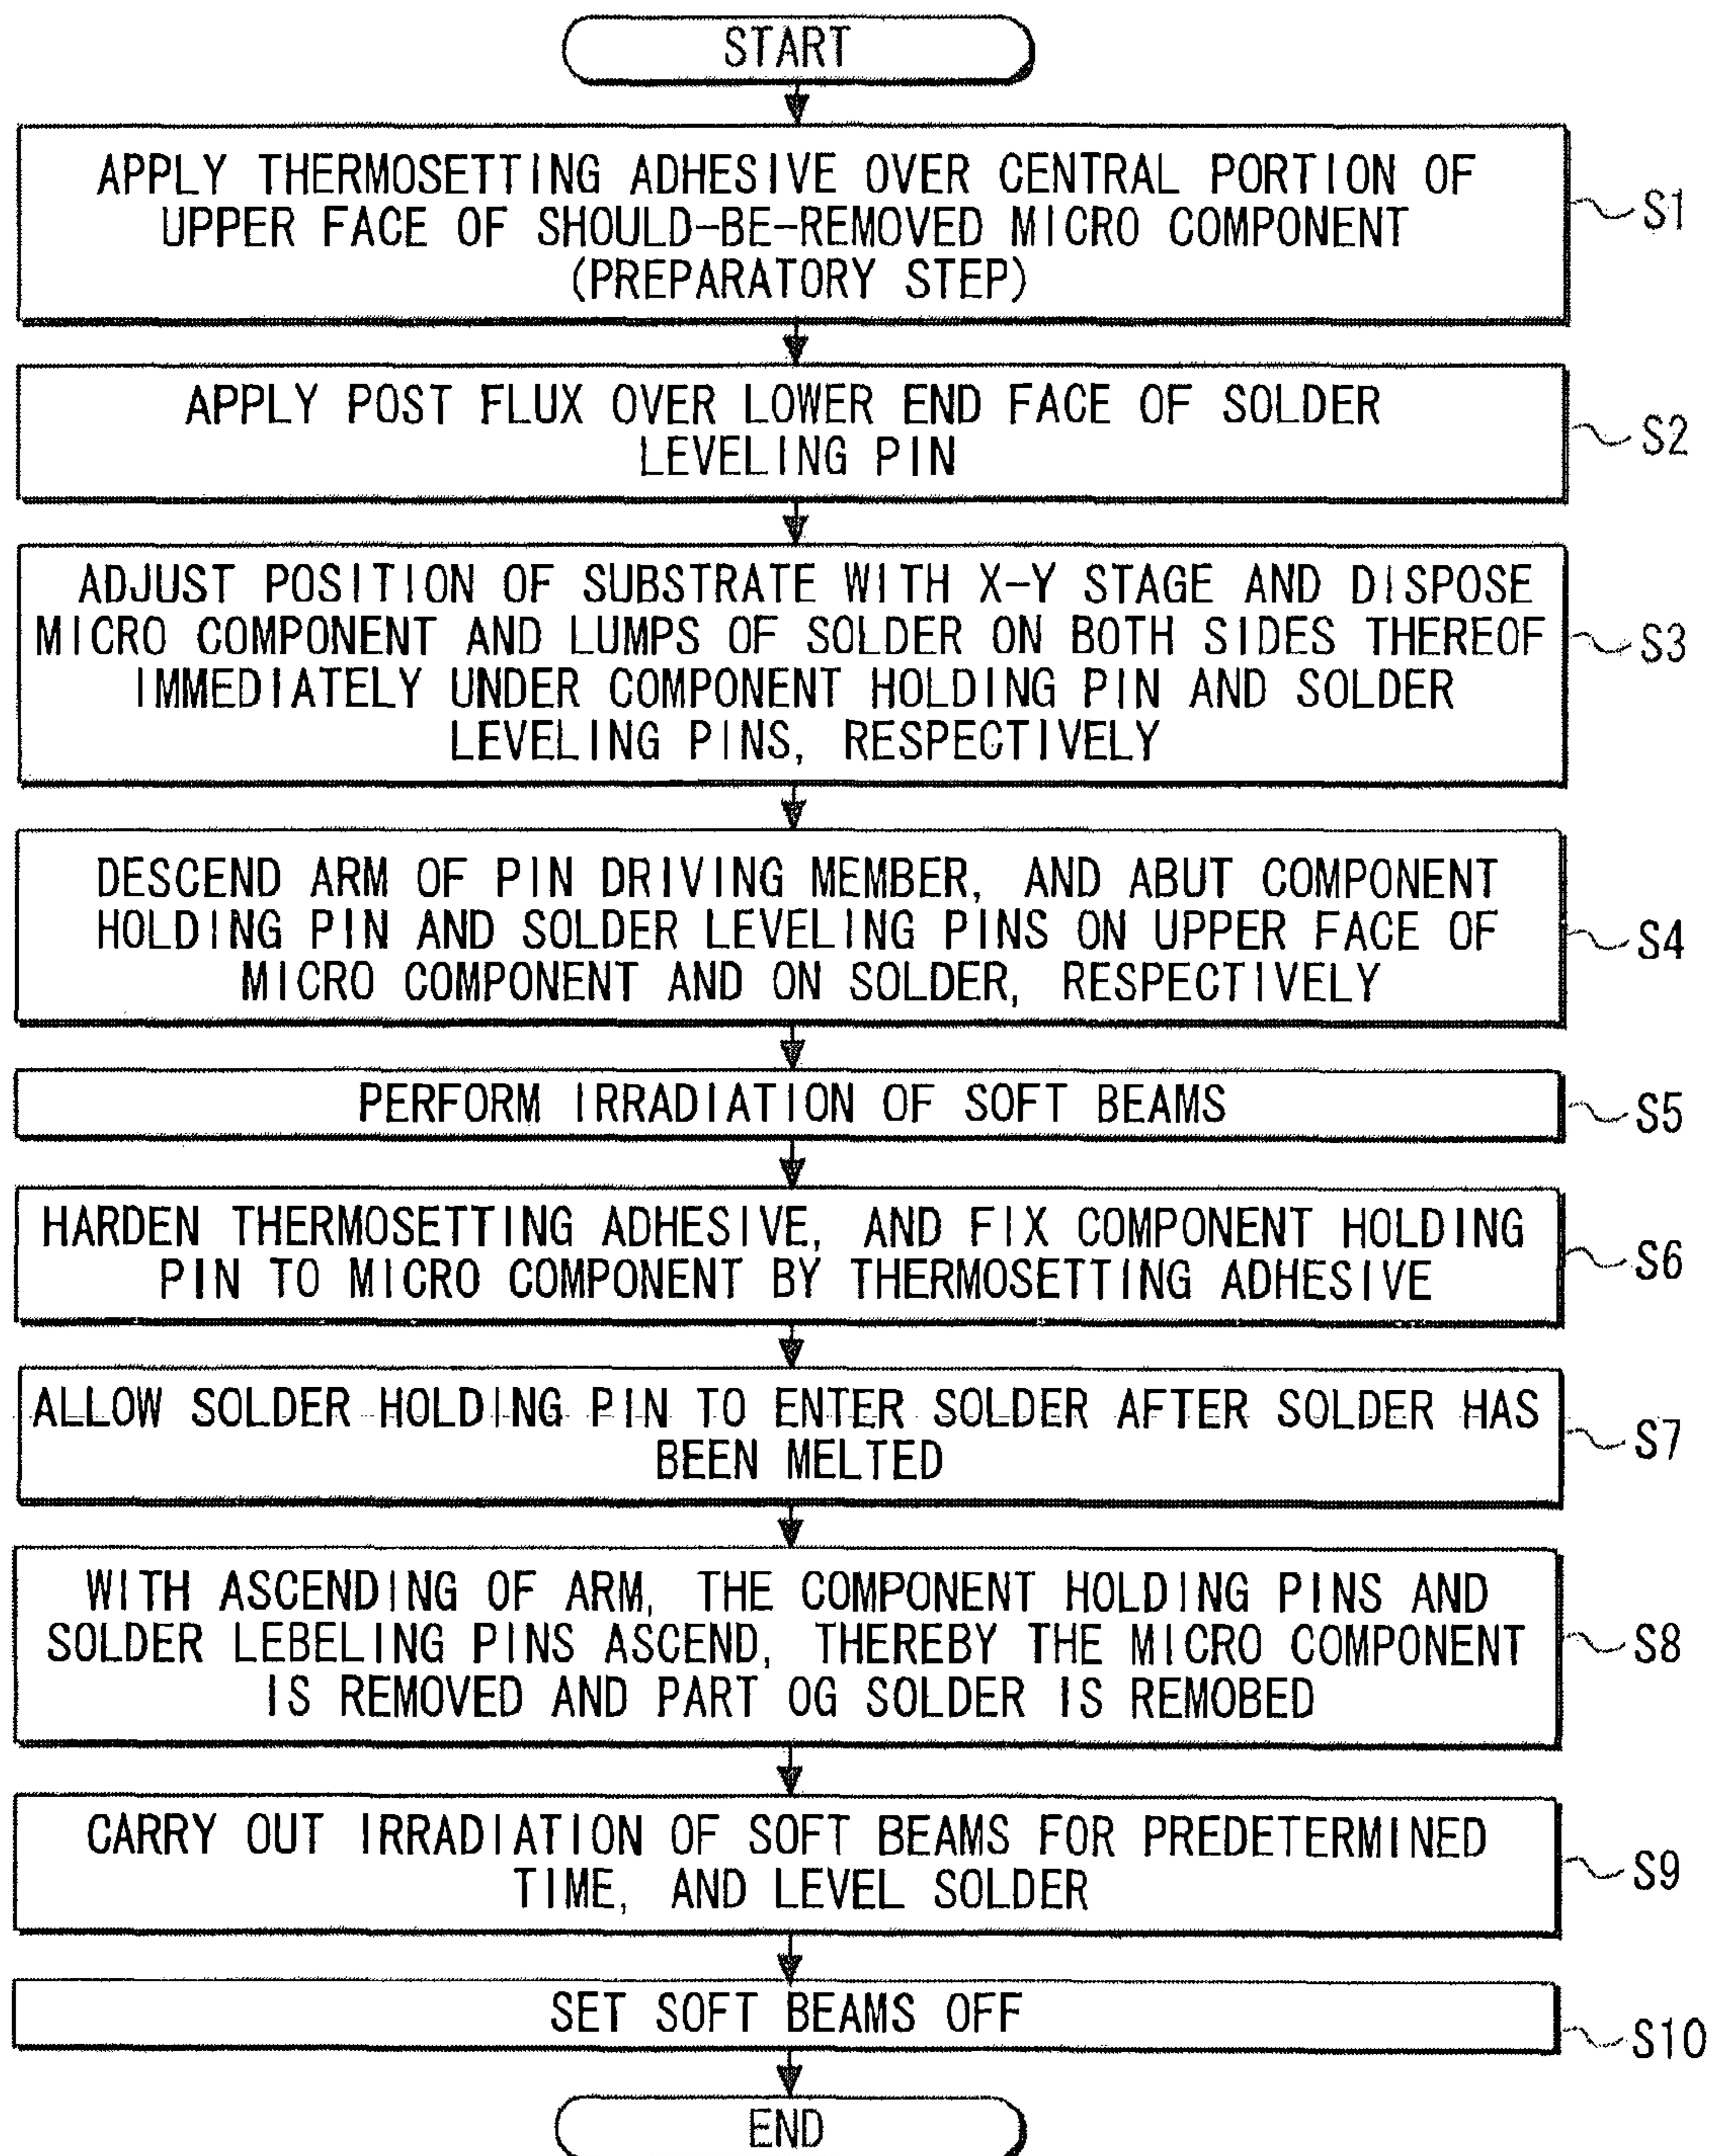 START
APPLY THERMOSETTING ADHESIVE OVER CENTRAL PORTION OF
UPPER FACE OF SHOULD-BE-REMOVED MICRO COMPONENT
(PREPARATORY STEP)
S1
APPLY POST FLUX OVER LOWER END FACE OF SOLDER
LEVELING PIN
S2
ADJUST POSITION OF SUBSTRATE WITH X-Y STAGE AND DISPOSE
MICRO COMPONENT AND LUMPS OF SOLDER ON BOTH SIDES THEREOF
IMMEDIATELY UNDER COMPONENT HOLDING PIN AND SOLDER
LEVELING PINS, RESPECTIVELY
S3
DESCEND ARM OF PIN DRIVING MEMBER, AND ABUT COMPONENT
HOLDING PIN AND SOLDER LEVELING PINS ON UPPER FACE OF
MICRO COMPONENT AND ON SOLDER, RESPECTIVELY
S4
PERFORM IRRADIATION OF SOFT BEAMS
S5
HARDEN THERMOSETTING ADHESIVE, AND FIX COMPONENT HOLDING
PIN TO MICRO COMPONENT BY THERMOSETTING ADHESIVE
S6
ALLOW SOLDER HOLDING PIN TO ENTER SOLDER AFTER SOLDER HAS
BEEN MELTED
S7
WITH ASCENDING OF ARM, THE COMPONENT HOLDING PINS AND
SOLDER LEBELING PINS ASCEND, THEREBY THE MICRO COMPONENT
IS REMOVED AND PART OG SOLDER IS REMOBED
S8
CARRY OUT IRRADIATION OF SOFT BEAMS FOR PREDETERMINED
TIME, AND LEVEL SOLDER
S9
SET SOFT BEAMS OFF
S10
END